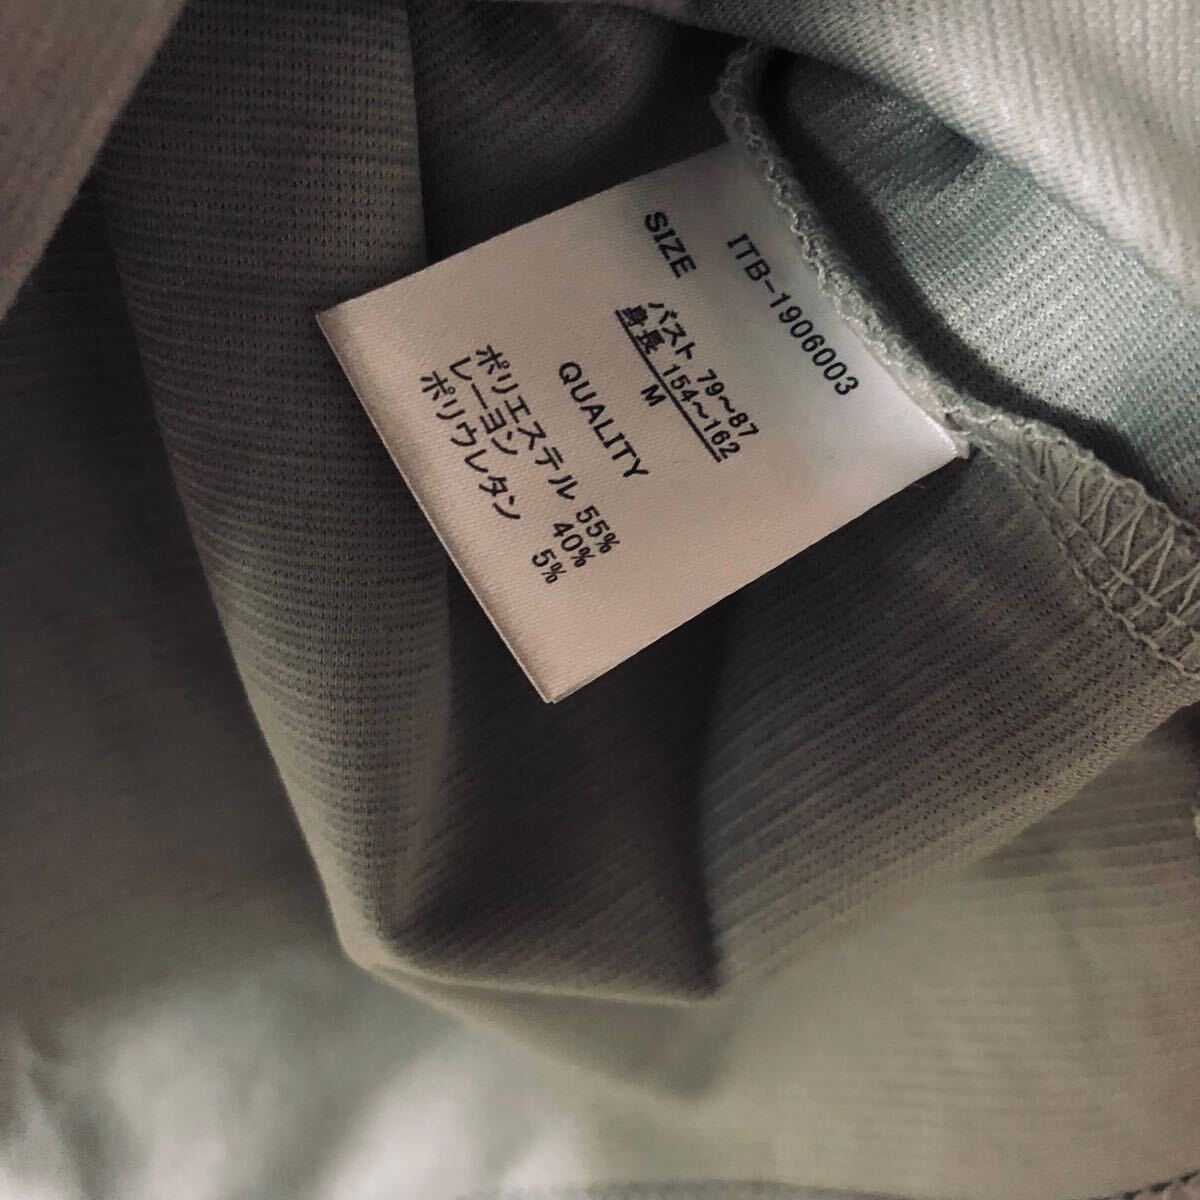 ITB-1906003
SIZE
バスト 79〜87
身長 154〜162
M
QUALITY
ポリエステル 55%
レーヨン 40%
ポリウレタン 5%